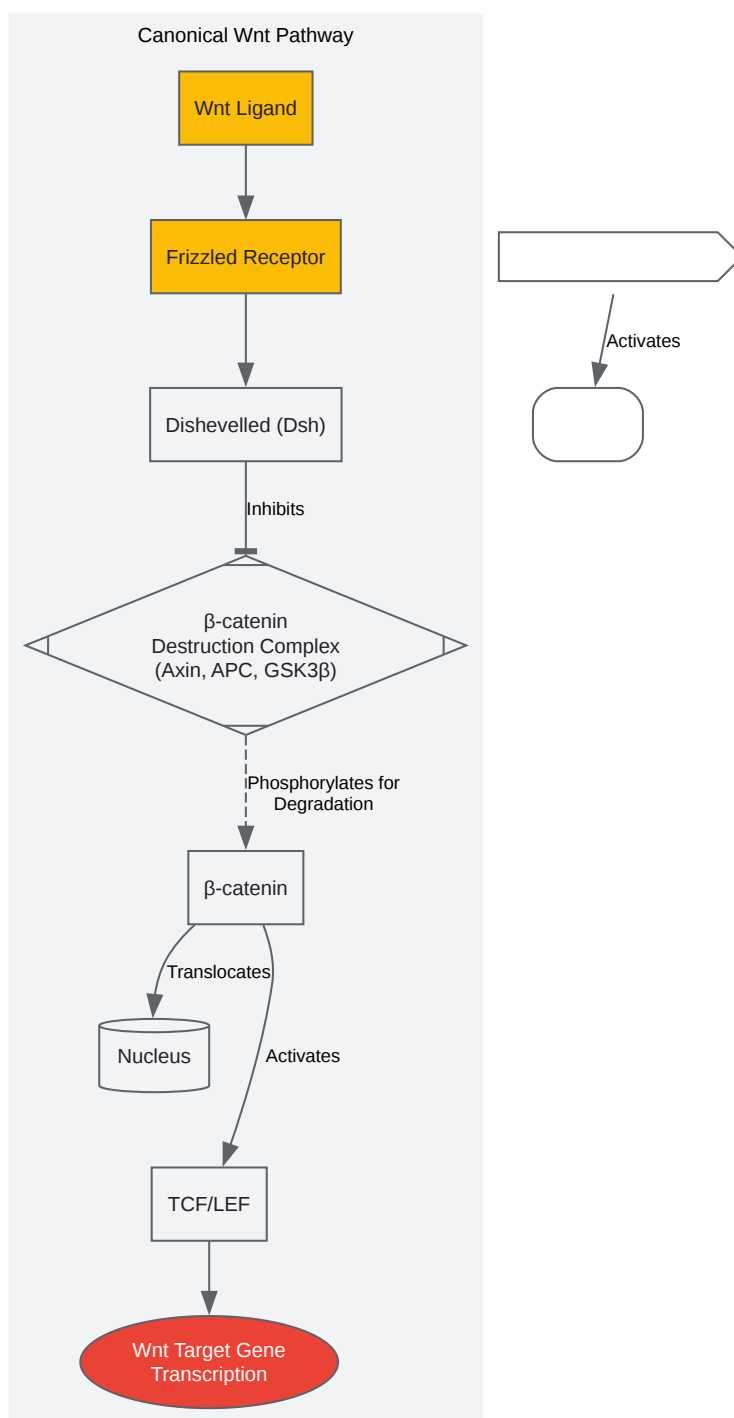 Canonical Wnt Pathway
Wnt Ligand
Frizzled Receptor
Activates
Dishevelled (Dsh)
Inhibits
β-catenin
Destruction Complex
(Axin, APC, GSK3β)
Phosphorylates for
Degradation
β-catenin
Translocates
Nucleus
Activates
TCF/LEF
Wnt Target Gene
Transcription